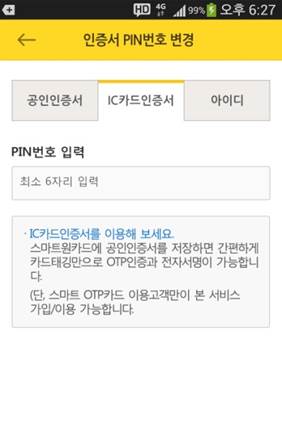 HD 4G 99% 오후 6:27
인증서 PIN번호 변경
공인인증서 IC카드인증서 아이디
PIN번호 입력
최소 6자리 입력
· IC카드인증서를 이용해 보세요.
스마트원카드에 공인인증서를 저장하면 간편하게
카드태깅만으로 OTP인증과 전자서명이 가능합니
다.
(단, 스마트 OTP카드 이용고객만이 본 서비스
가입/이용 가능합니다.